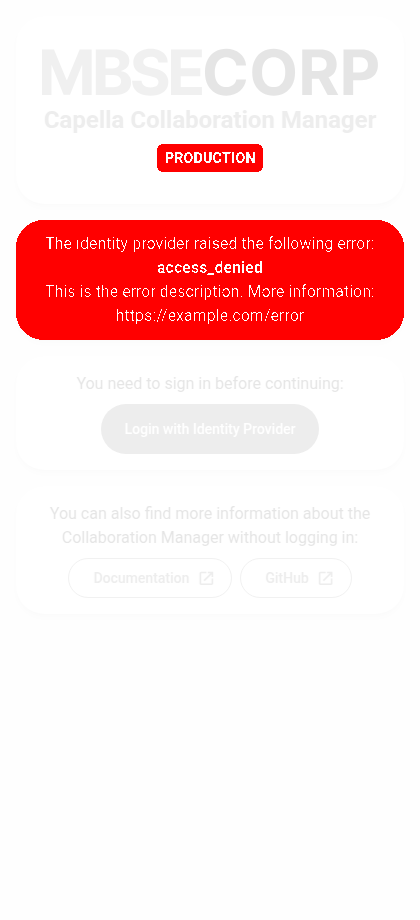 MBSECORP
Capella Collaboration Manager
PRODUCTION
The identity provider raised the following error:
access_denied
This is the error description. More information:
https://example.com/error
You need to sign in before continuing:
Login with Identity Provider
You can also find more information about the
Collaboration Manager without logging in:
Documentation
GitHub